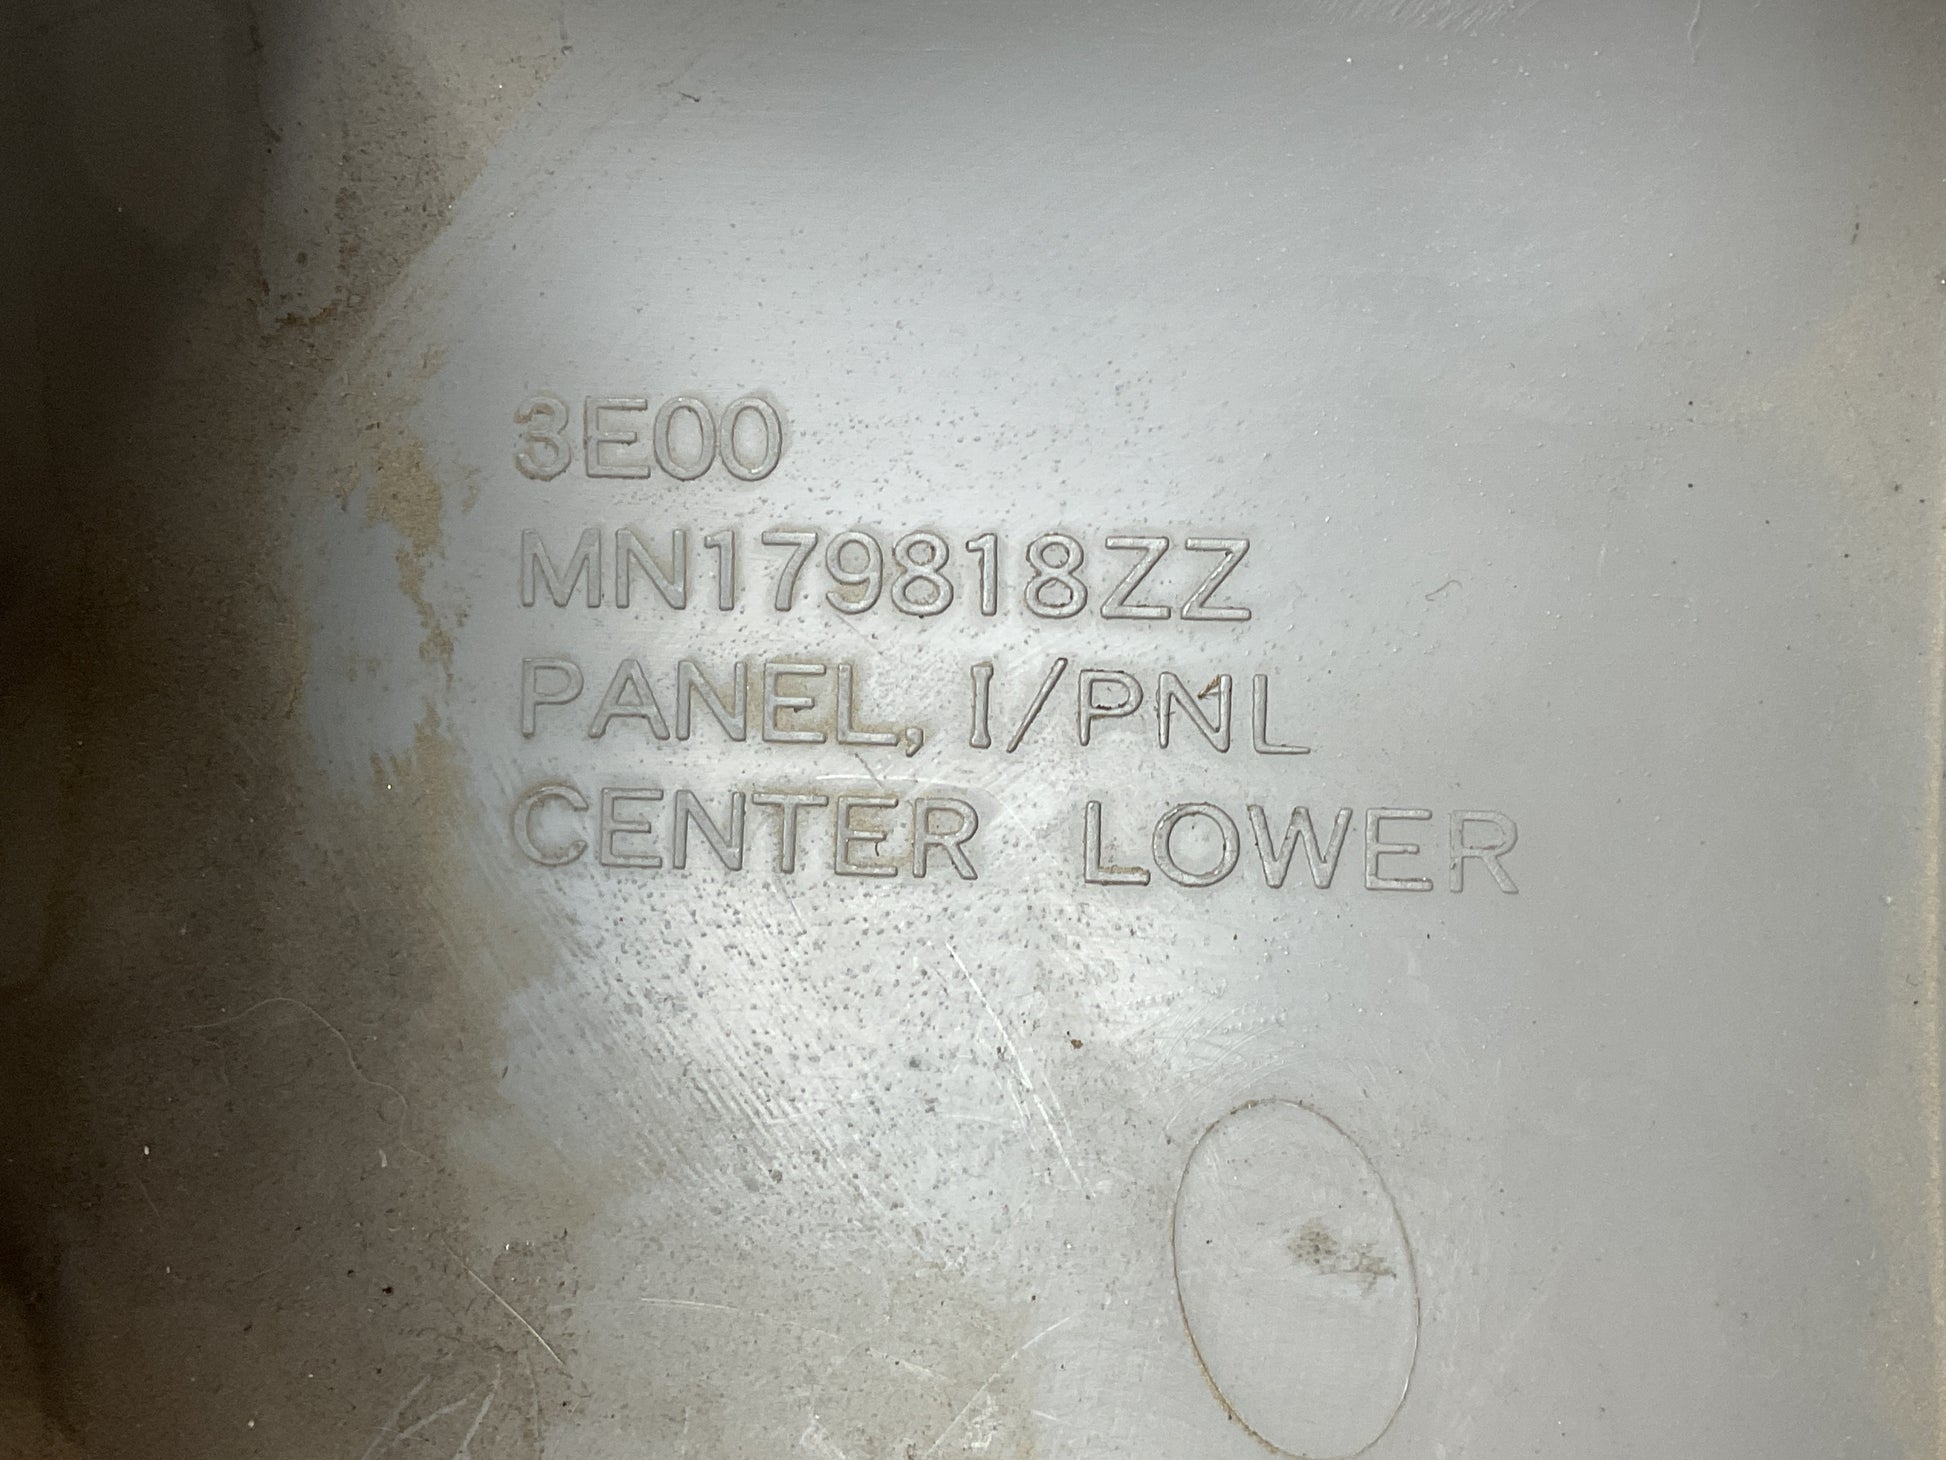 3E00
MN179818ZZ
PANEL, I/PNL
CENTER LOWER